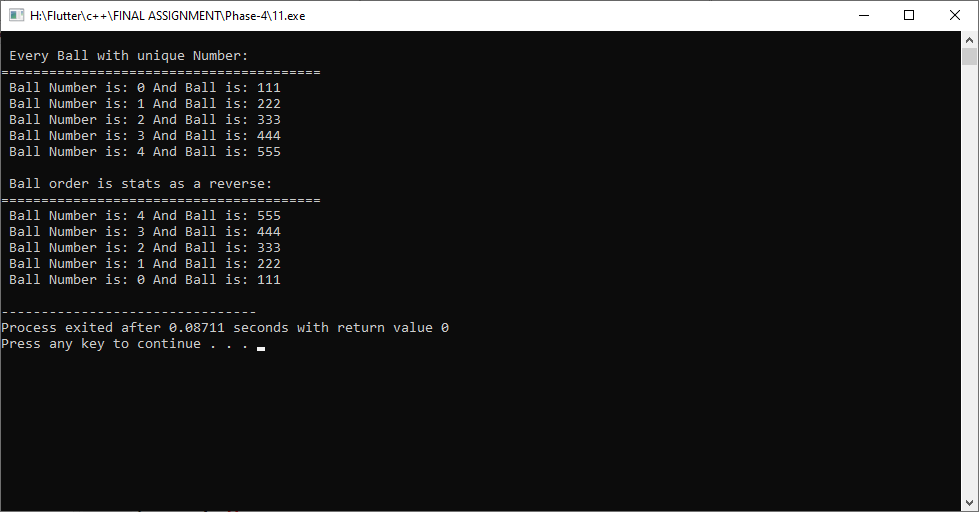 H:\Flutter\c++\FINAL ASSIGNMENT\Phase-4\11.exe
Every Ball with unique Number:
========================================
Ball Number is: 0 And Ball is: 111
Ball Number is: 1 And Ball is: 222
Ball Number is: 2 And Ball is: 333
Ball Number is: 3 And Ball is: 444
Ball Number is: 4 And Ball is: 555
Ball order is stats as a reverse:
========================================
Ball Number is: 4 And Ball is: 555
Ball Number is: 3 And Ball is: 444
Ball Number is: 2 And Ball is: 333
Ball Number is: 1 And Ball is: 222
Ball Number is: 0 And Ball is: 111
--------------------------------
Process exited after 0.08711 seconds with return value 0
Press any key to continue . . .